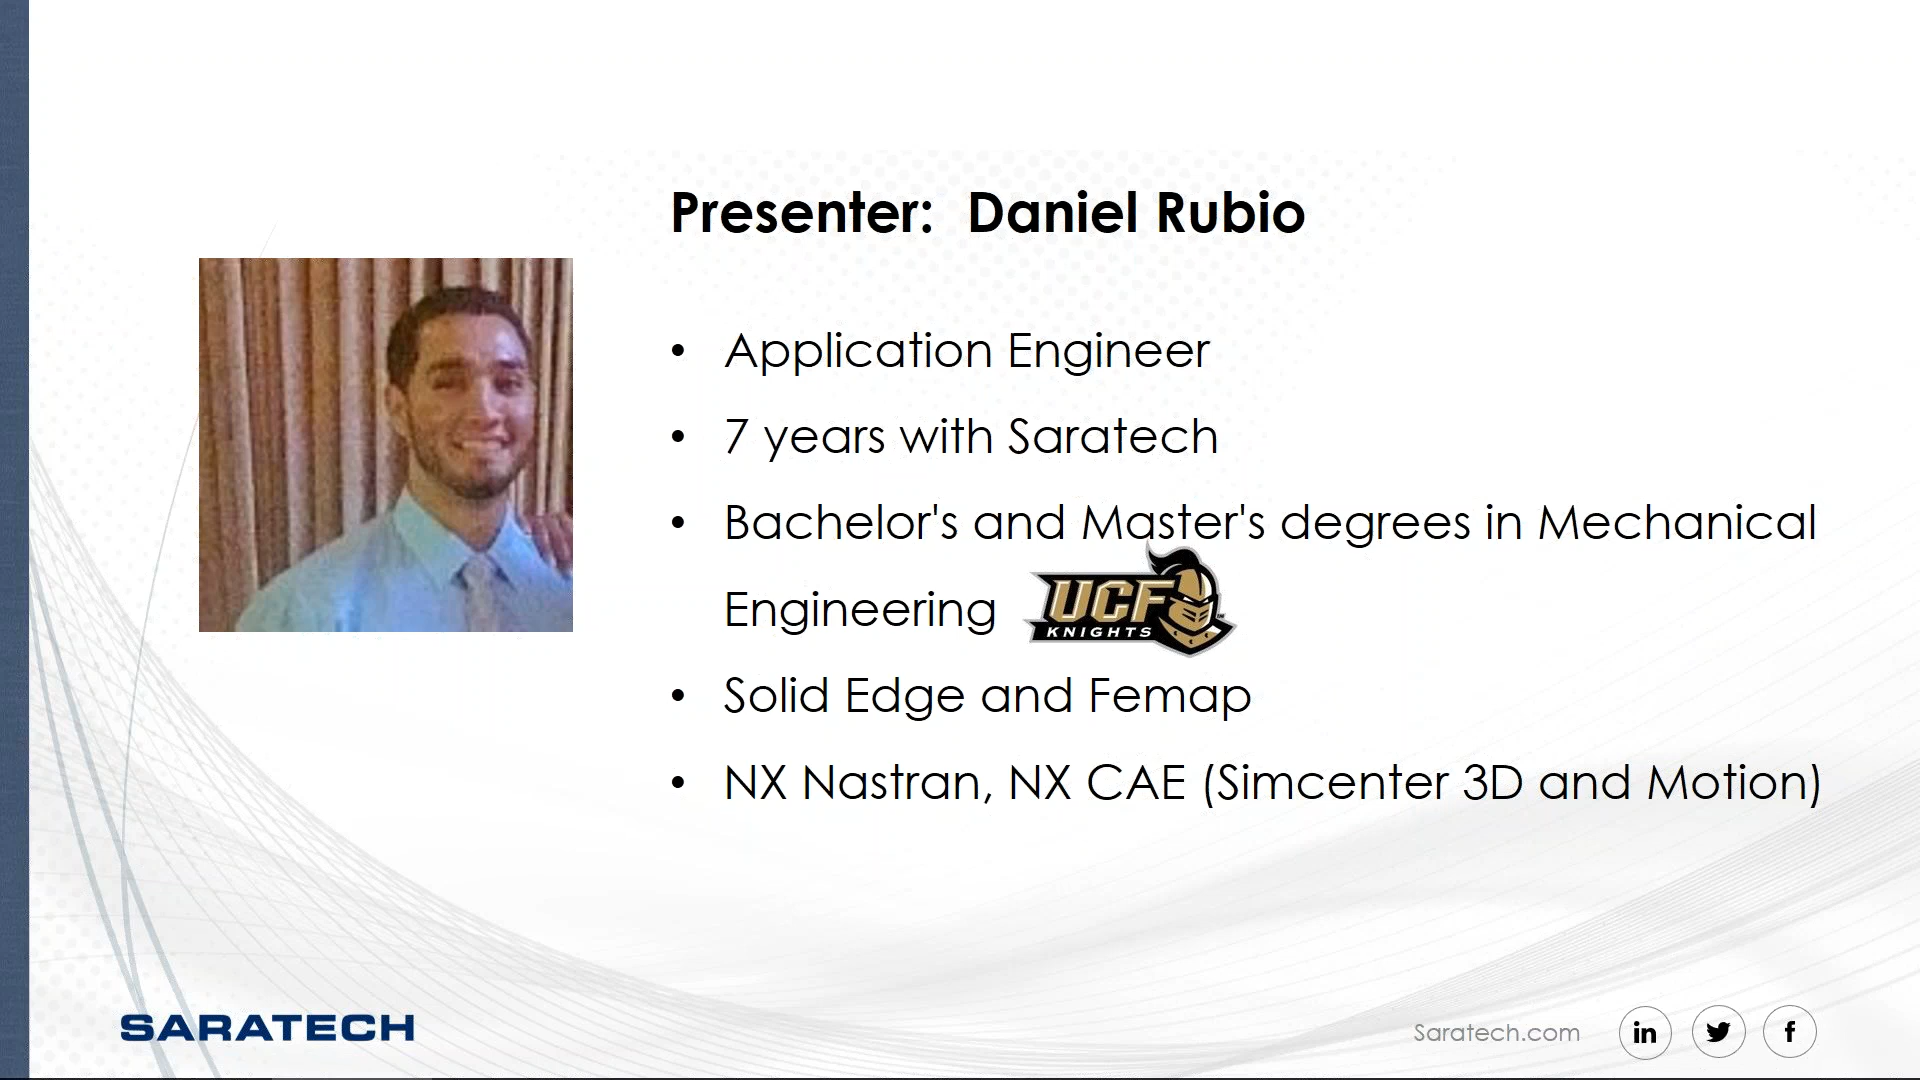 Presenter:  Daniel Rubio
• Application Engineer
• 7 years with Saratech
• Bachelor's and Master's degrees in Mechanical
Engineering
UCF
KNIGHTS
• Solid Edge and Femap
• NX Nastran, NX CAE (Simcenter 3D and Motion)
SARATECH
Saratech.com
in
f